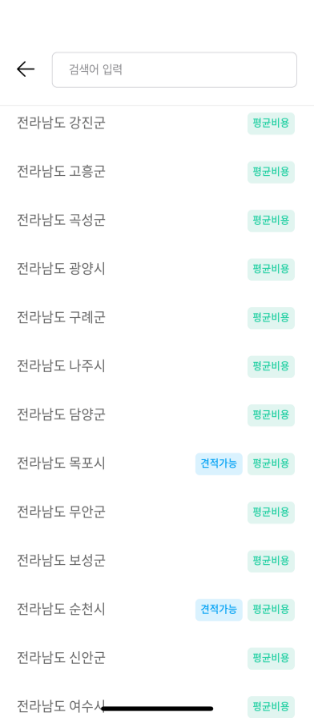 검색어 입력
전라남도 강진군 평균비용
전라남도 고흥군 평균비용
전라남도 곡성군 평균비용
전라남도 광양시 평균비용
전라남도 구례군 평균비용
전라남도 나주시 평균비용
전라남도 담양군 평균비용
전라남도 목포시 견적가능 평균비용
전라남도 무안군 평균비용
전라남도 보성군 평균비용
전라남도 순천시 견적가능 평균비용
전라남도 신안군 평균비용
전라남도 여수시 평균비용